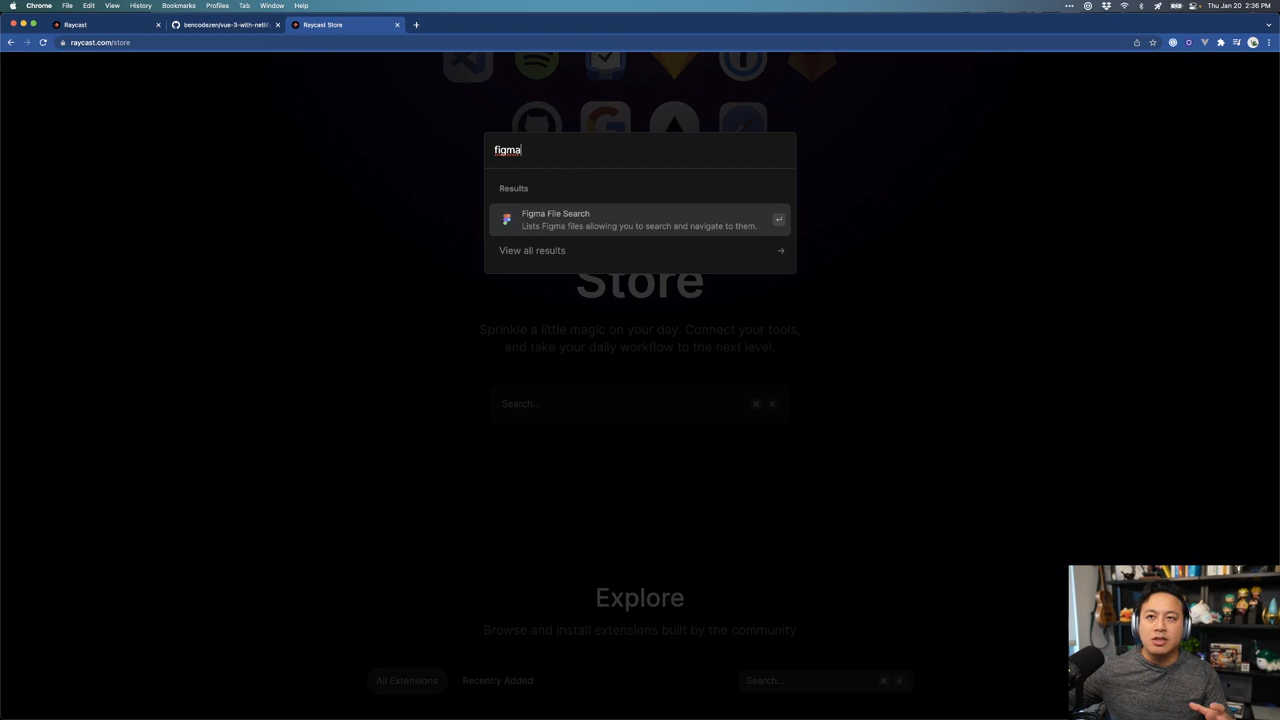 Chrome File Edit View History Bookmarks Profiles Tab Window Help
Thu Jan 20 2:36 PM
Raycast
bencodezen/vue-3-with-netlif
Raycast Store
raycast.com/store
figma
Results
Figma File Search
Lists Figma files allowing you to search and navigate to them.
View all results
Store
Sprinkle a little magic on your day. Connect your tools,
and take your daily workflow to the next level.
Search... ⌘ K
Explore
Browse and install extensions built by the community
All Extensions Recently Added Search... ⌘ K